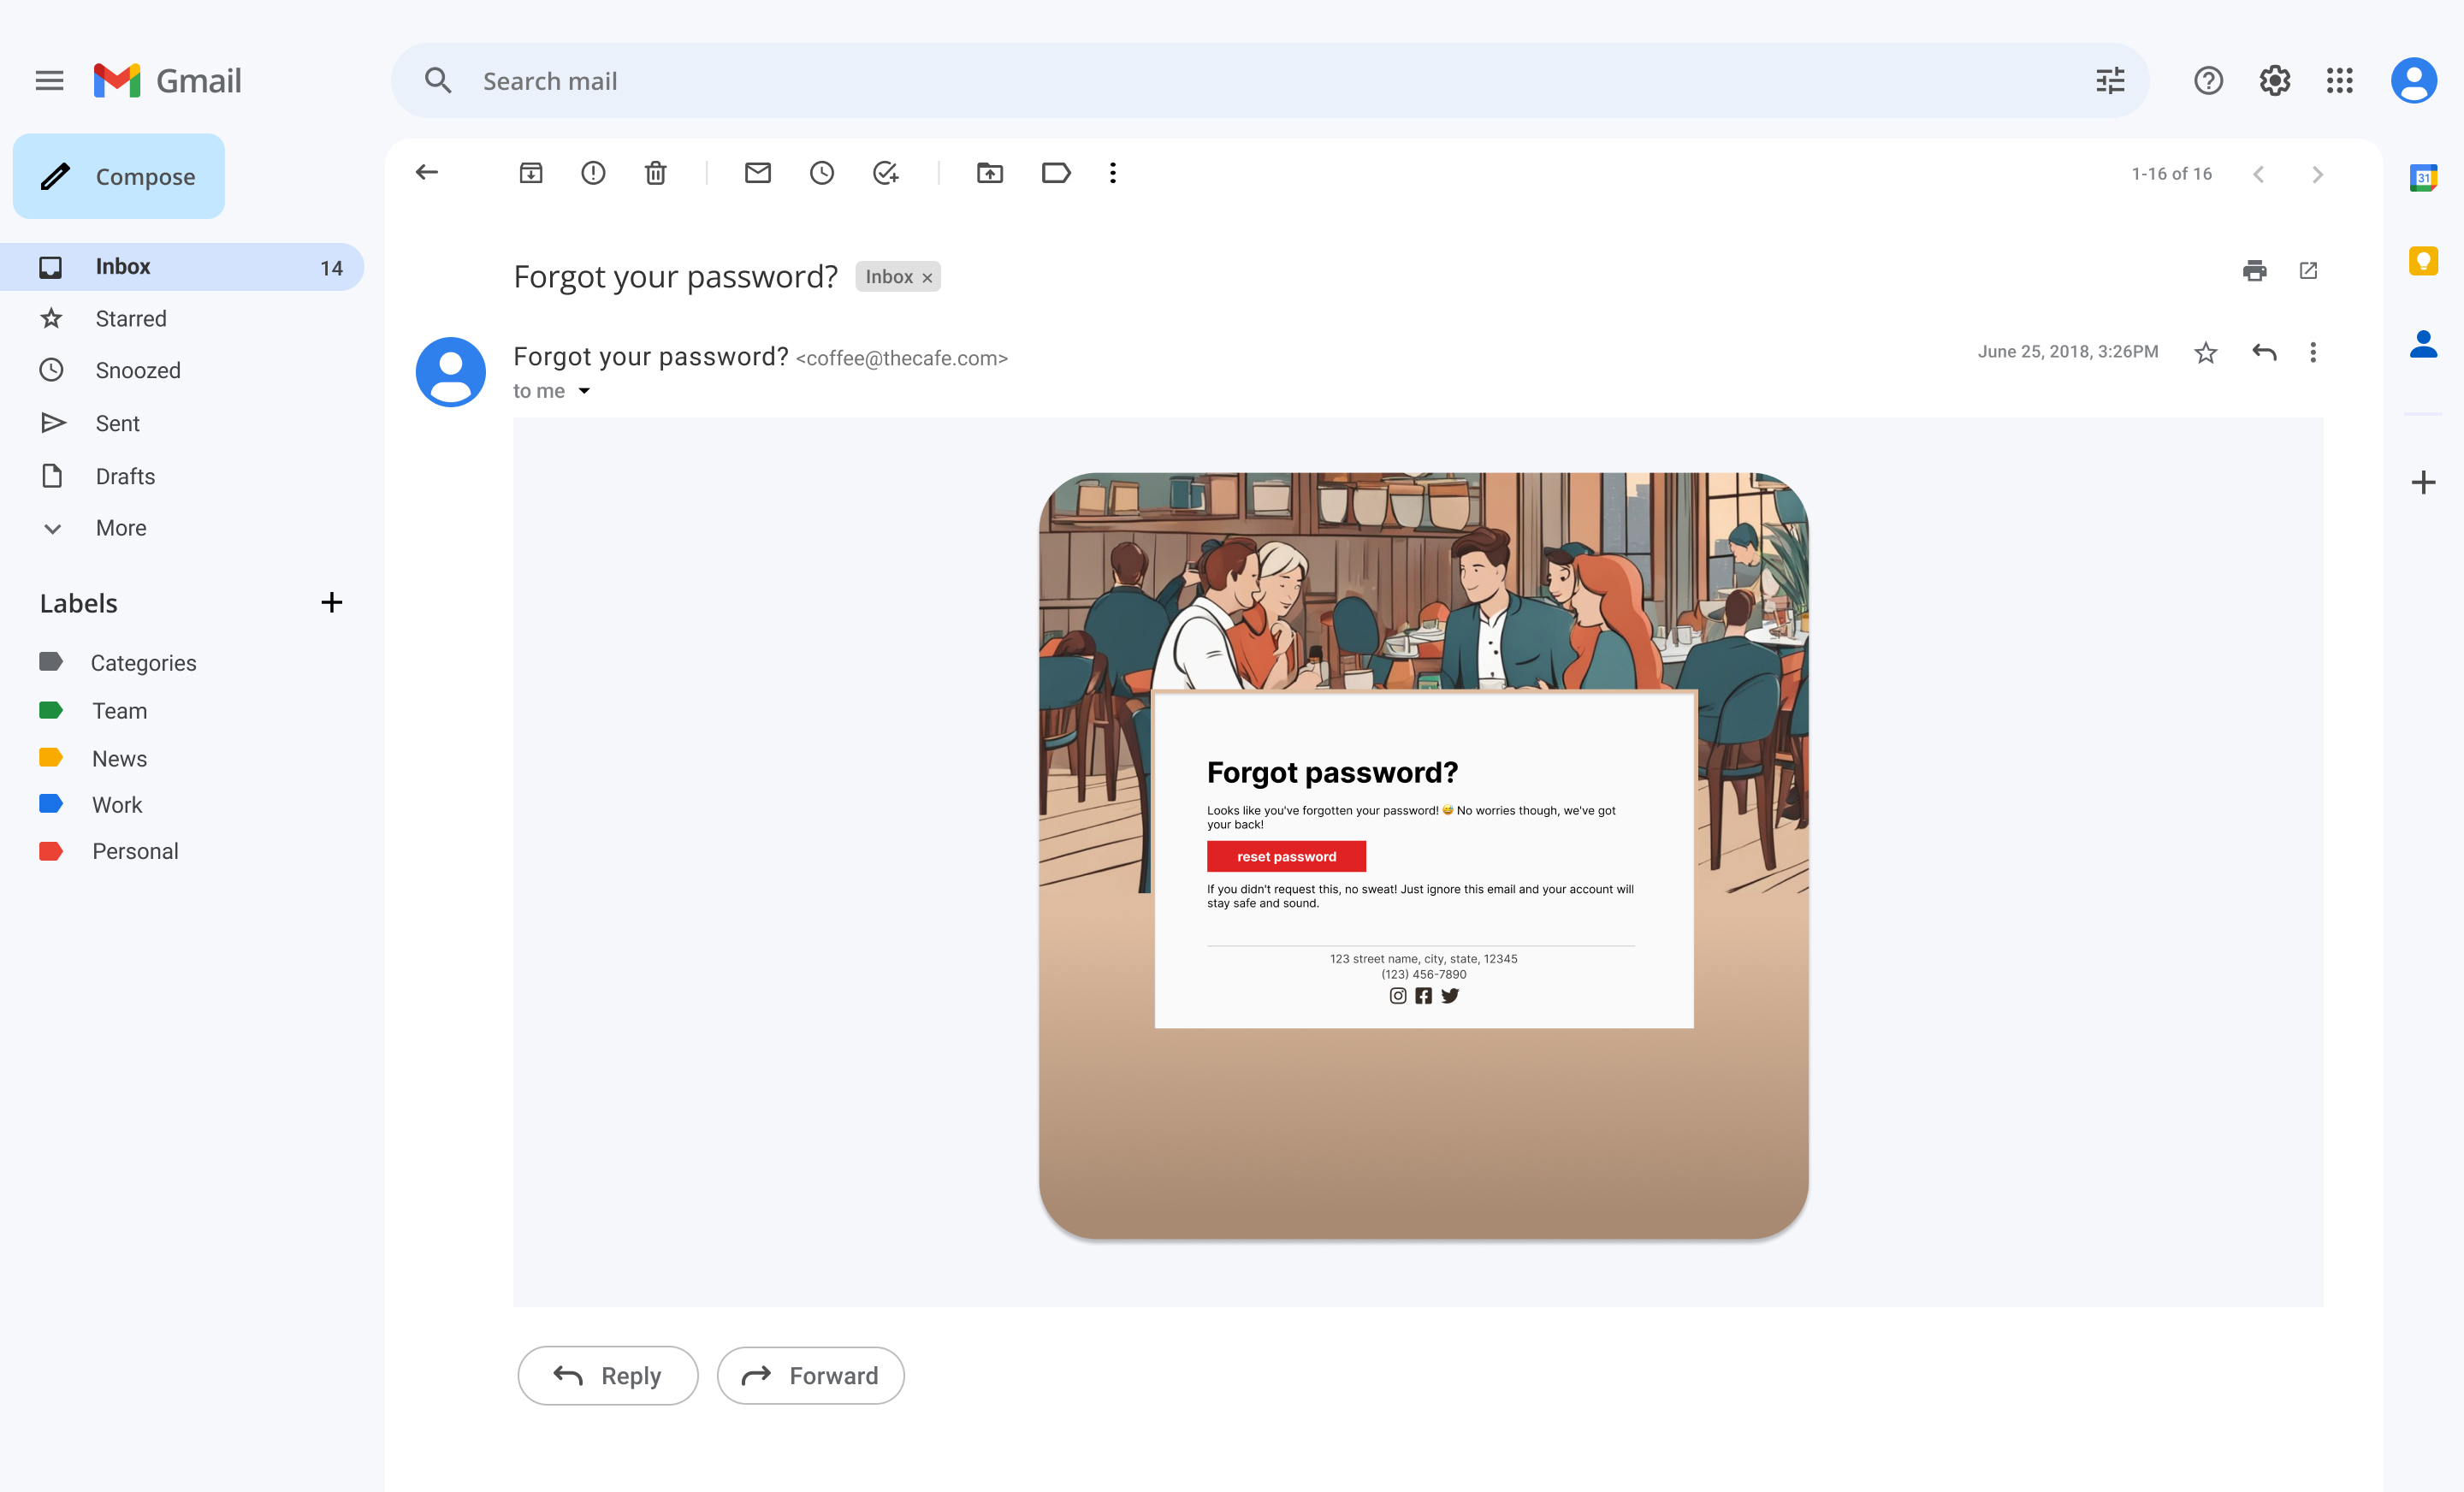 Gmail
Search mail
Compose
Inbox 14
Starred
Snoozed
Sent
Drafts
More
Labels
Categories
Team
News
Work
Personal
1-16 of 16
31
Forgot your password? Inbox ×
Forgot your password? <coffee@thecafe.com>
June 25, 2018, 3:26PM
to me
Forgot password?
Looks like you've forgotten your password! 😅 No worries though, we've got
your back!
reset password
If you didn't request this, no sweat! Just ignore this email and your account will
stay safe and sound.
123 street name, city, state, 12345
(123) 456-7890
Reply
Forward